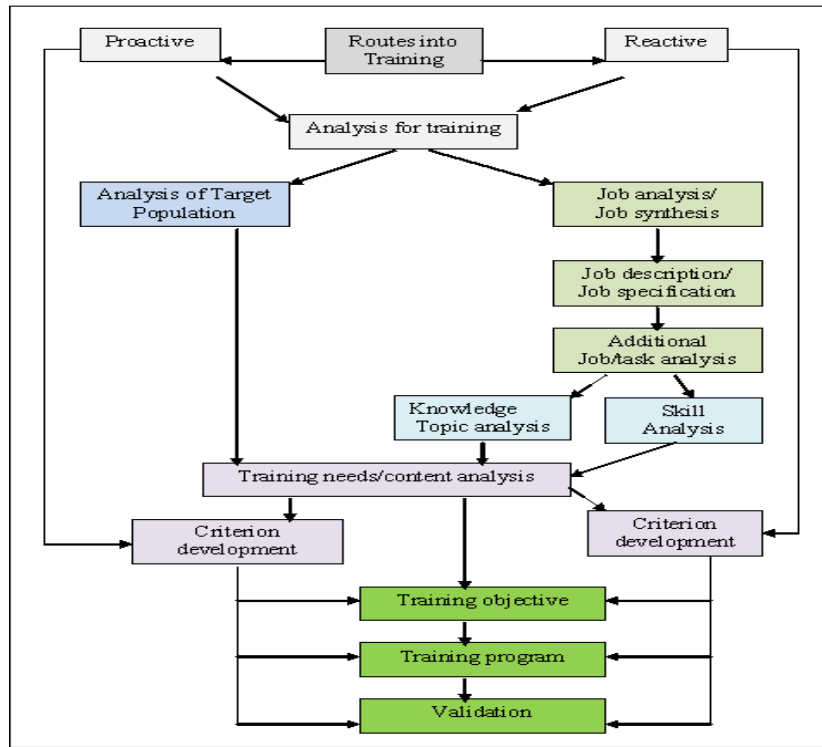 Proactive
Routes into
Training
Reactive
Analysis for training
Analysis of Target
Population
Job analysis/
Job synthesis
Job description/
Job specification
Additional
Job/task analysis
Knowledge
Topic analysis
Skill
Analysis
Training needs/content analysis
Criterion
development
Criterion
development
Training objective
Training program
Validation